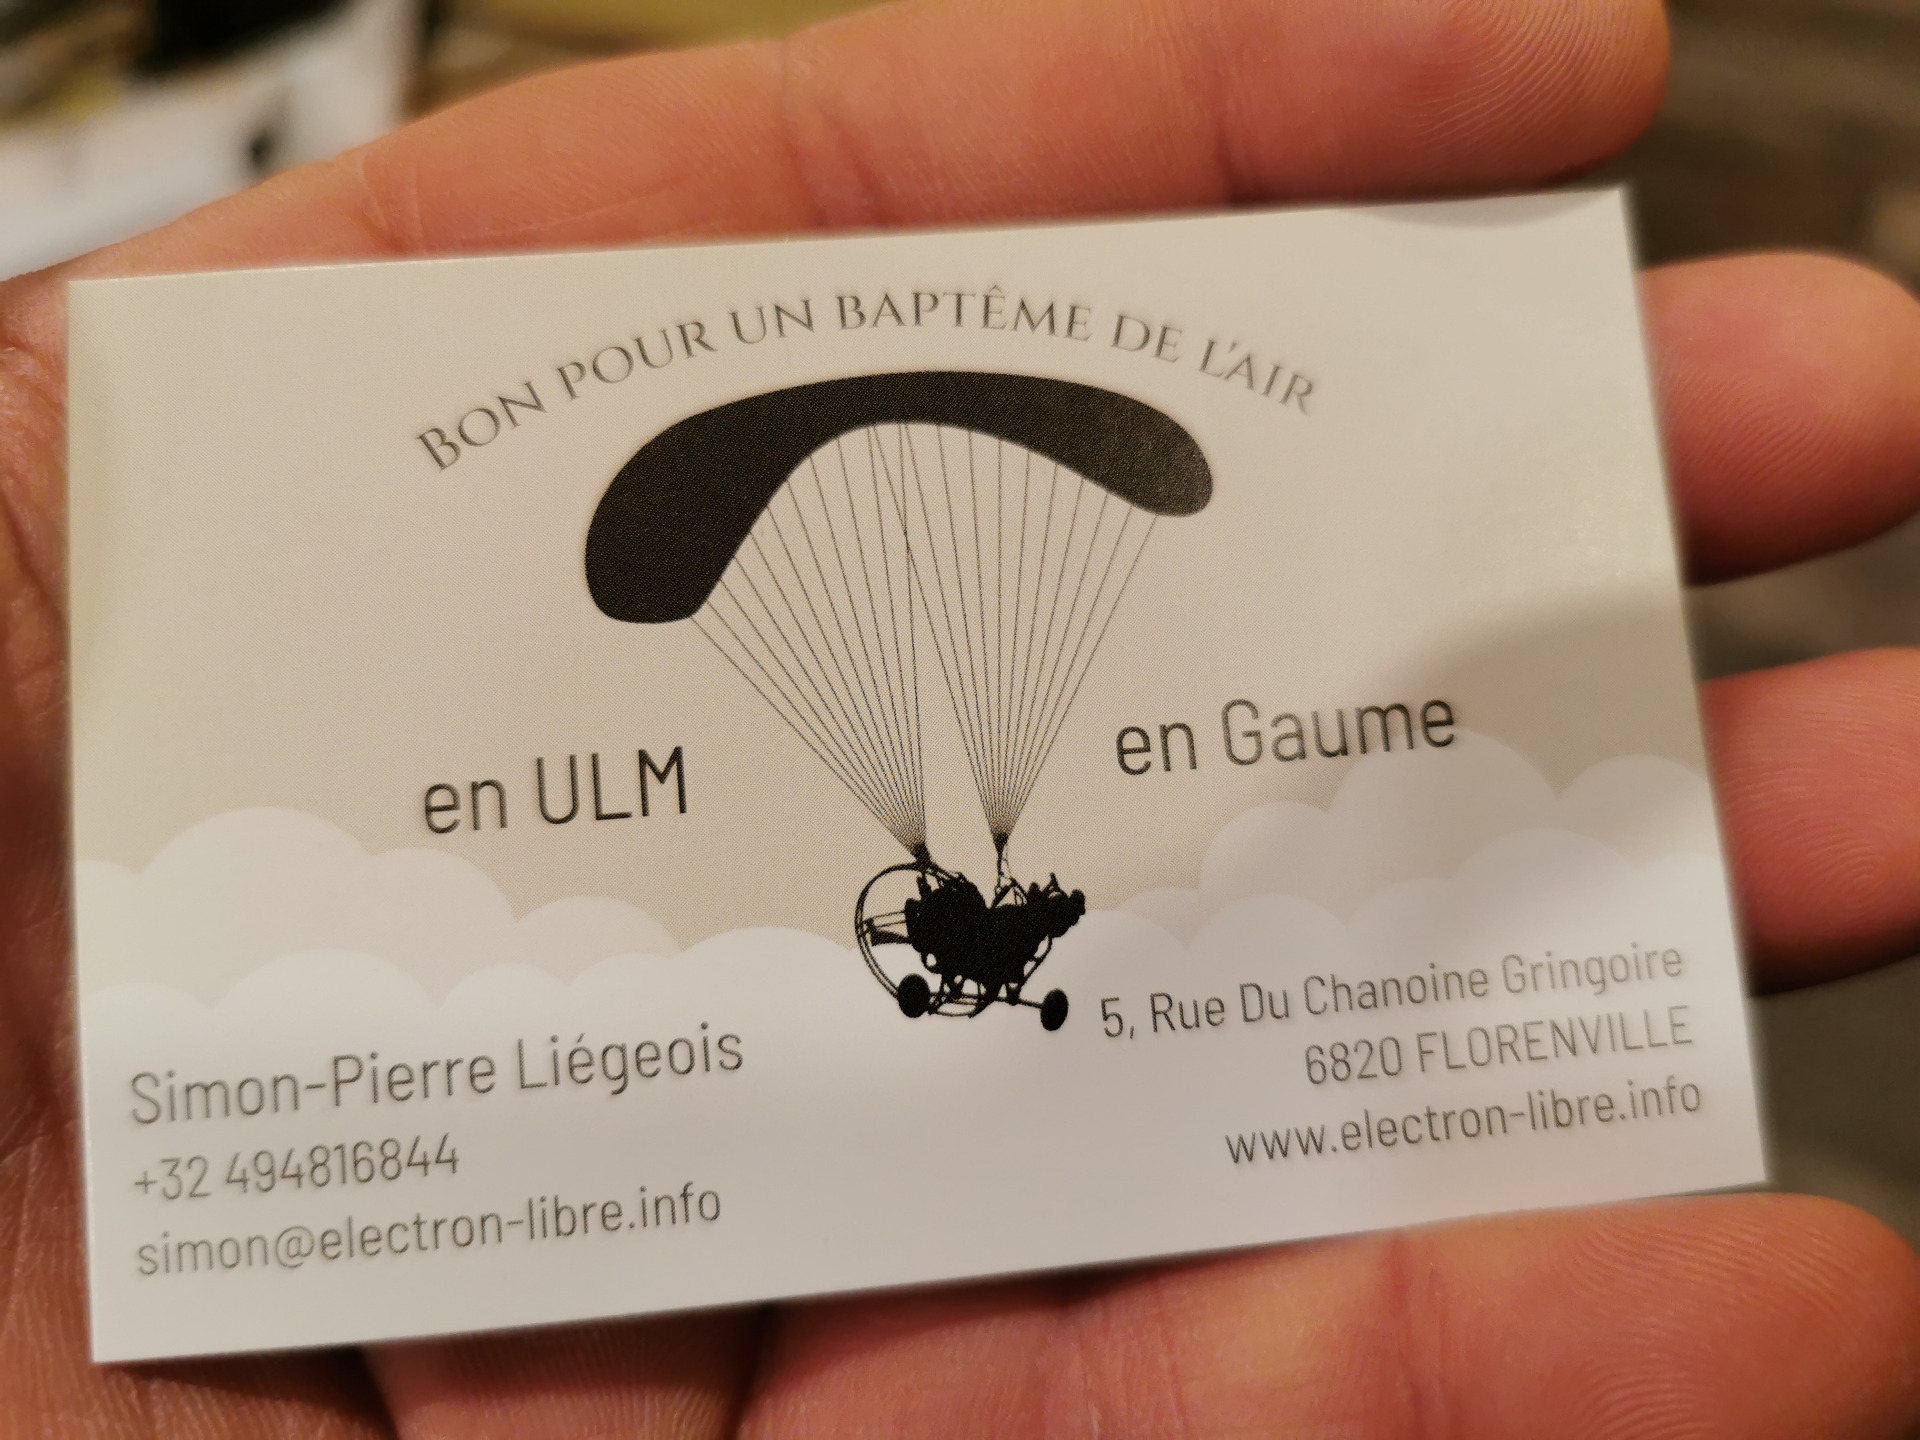 BON POUR UN BAPTÊME DE L'AIR
en ULM
en Gaume
Simon-Pierre Liégeois
+32 494816844
simon@electron-libre.info
5, Rue Du Chanoine Gringoire
6820 FLORENVILLE
www.electron-libre.info